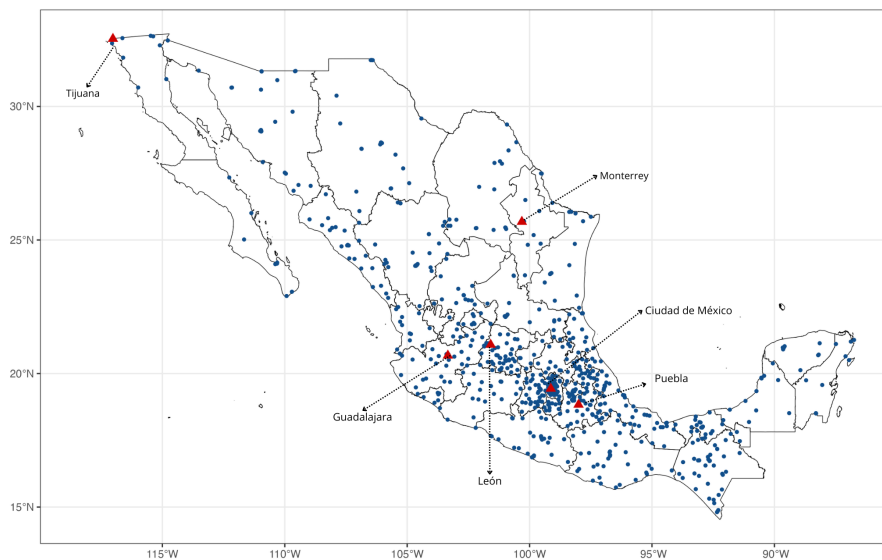 30°N
25°N
20°N
15°N
Tijuana
Monterrey
Ciudad de México
Puebla
Guadalajara
León
115°W
110°W
105°W
100°W
95°W
90°W